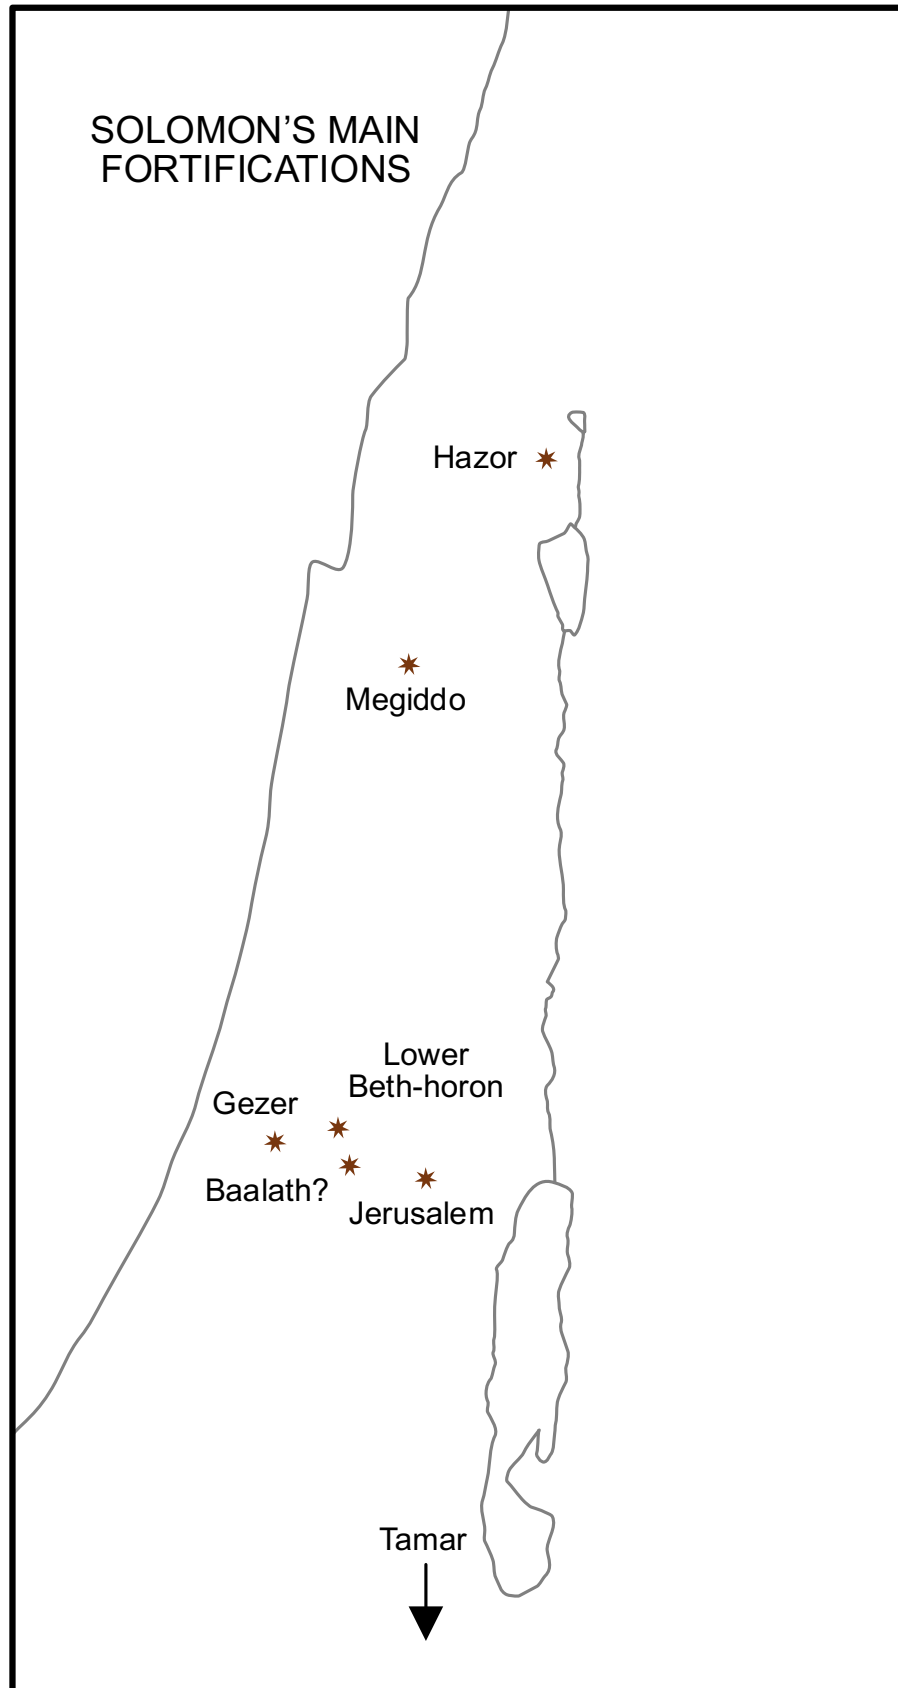 SOLOMON'S MAIN
FORTIFICATIONS
Hazor
Megiddo
Lower
Beth-horon
Gezer
Baalath?
Jerusalem
Tamar